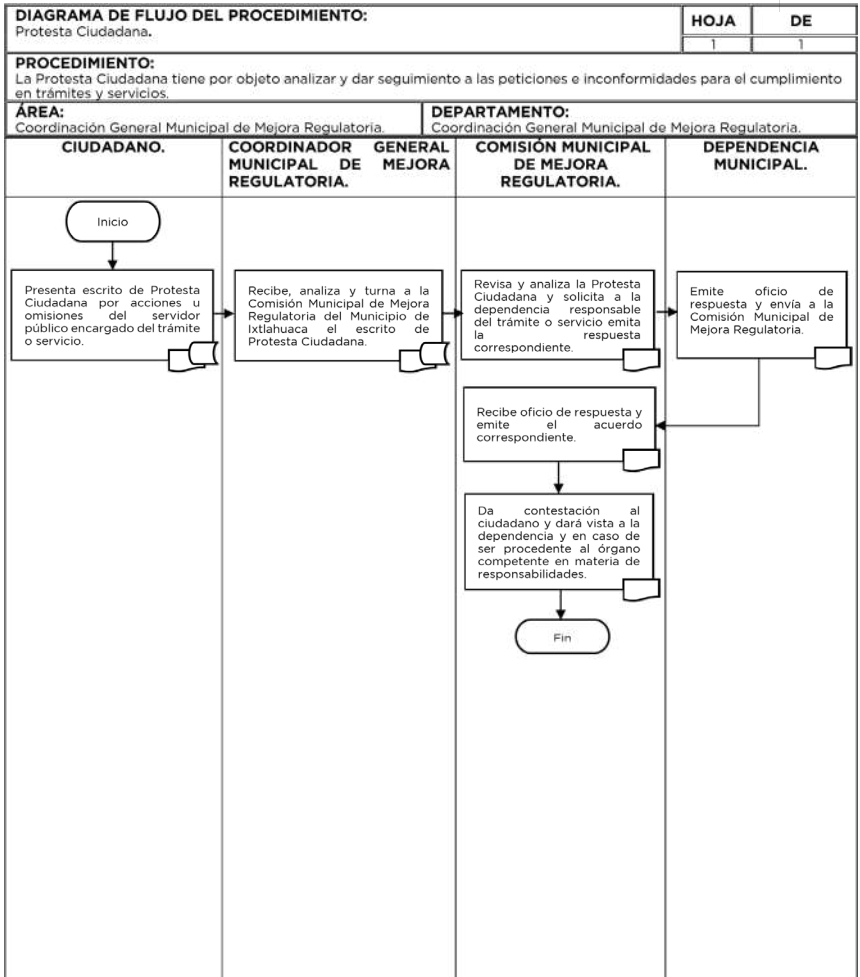 DIAGRAMA DE FLUJO DEL PROCEDIMIENTO:
Protesta Ciudadana.
HOJA
DE
1
1
PROCEDIMIENTO:
La Protesta Ciudadana tiene por objeto analizar y dar seguimiento a las peticiones e inconformidades para el cumplimiento
en trámites y servicios.
ÁREA:
Coordinación General Municipal de Mejora Regulatoria.
DEPARTAMENTO:
Coordinación General Municipal de Mejora Regulatoria.
CIUDADANO.
COORDINADOR GENERAL
MUNICIPAL DE MEJORA
REGULATORIA.
COMISIÓN MUNICIPAL
DE MEJORA
REGULATORIA.
DEPENDENCIA
MUNICIPAL.
Inicio
Presenta escrito de Protesta
Ciudadana por acciones u
omisiones del servidor
público encargado del trámite
o servicio.
Recibe, analiza y turna a la
Comisión Municipal de Mejora
Regulatoria del Municipio de
Ixtlahuaca el escrito de
Protesta Ciudadana.
Revisa y analiza la Protesta
Ciudadana y solicita a la
dependencia responsable
del trámite o servicio emita
la respuesta
correspondiente.
Emite oficio de
respuesta y envía a la
Comisión Municipal de
Mejora Regulatoria.
Recibe oficio de respuesta y
emite el acuerdo
correspondiente.
Da contestación al
ciudadano y dará vista a la
dependencia y en caso de
ser procedente al órgano
competente en materia de
responsabilidades.
Fin